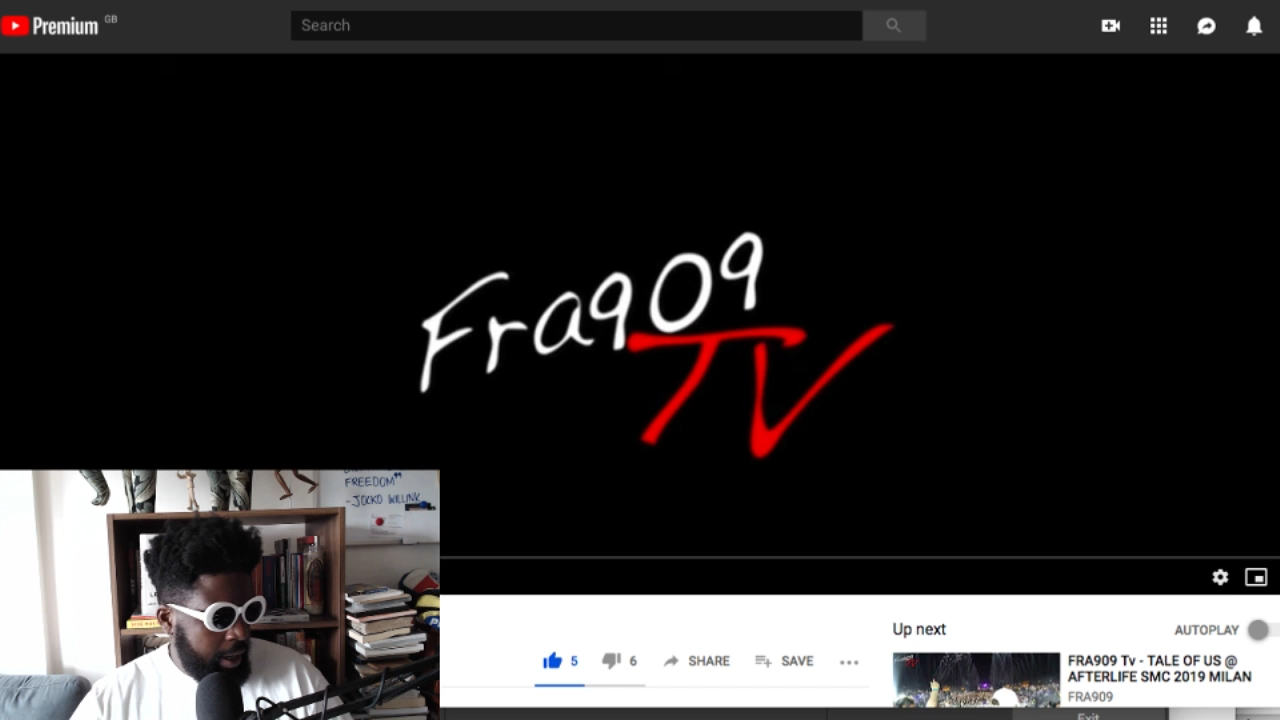 Premium GB
Search
Fra909
TV
FREEDOM"
-JOCKO WILLINK
Up next
AUTOPLAY
5
6
SHARE
SAVE
FRA909 Tv - TALE OF US @
AFTERLIFE SMC 2019 MILAN
FRA909
Exit